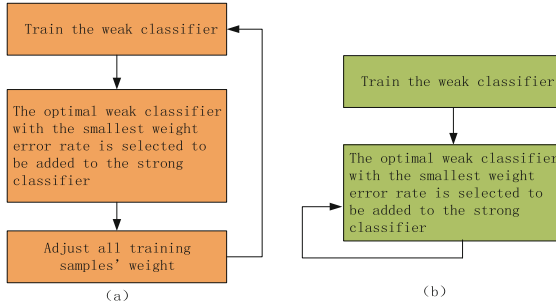 Train the weak classifier
The optimal weak classifier
with the smallest weight
error rate is selected to
be added to the strong
classifier
Adjust all training
samples' weight
(a)
Train the weak classifier
The optimal weak classifier
with the smallest weight
error rate is selected to
be added to the strong
classifier
(b)